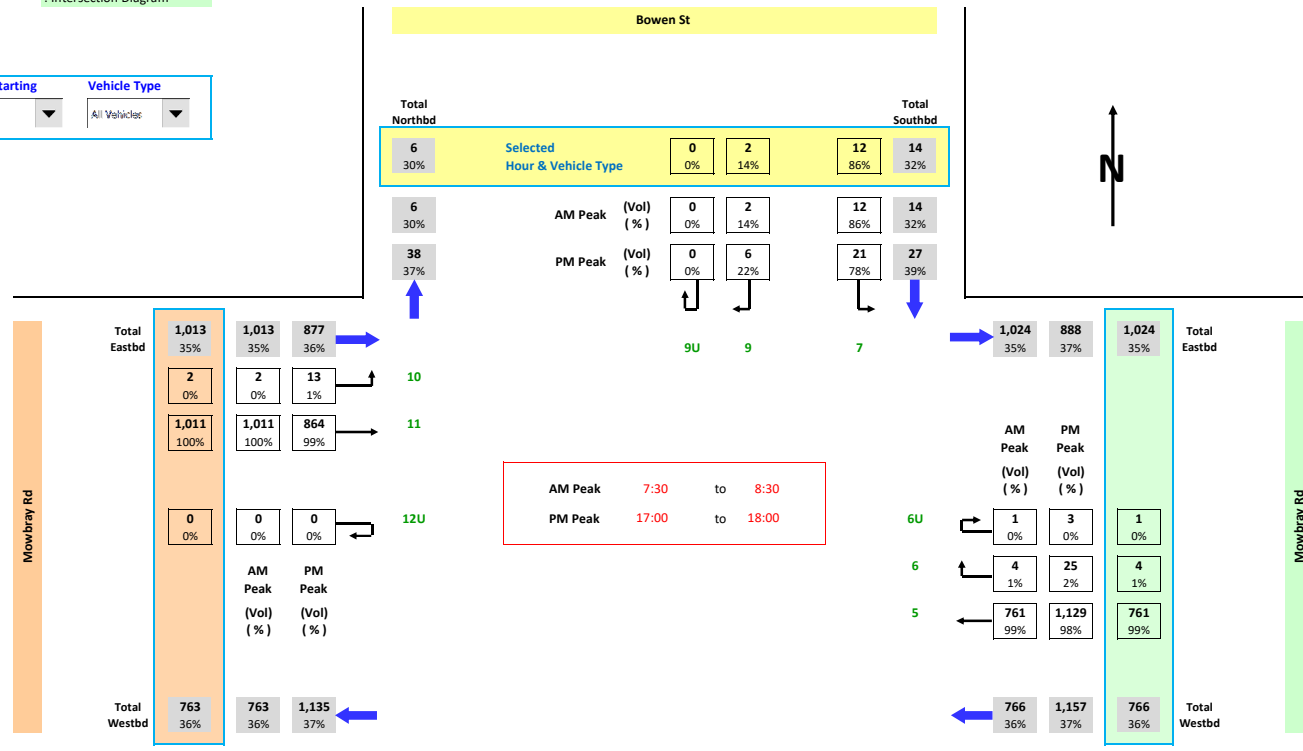 : Intersection Diagram
Bowen St
tarting Vehicle Type
All Vehicles
Total Northbd
Total Southbd
6 Selected 0 2 12 14
30% Hour & Vehicle Type 0% 14% 86% 32%
6 AM Peak (Vol) 0 2 12 14
30% ( % ) 0% 14% 86% 32%
38 PM Peak (Vol) 0 6 21 27
37% ( % ) 0% 22% 78% 39%
N
9U 9 7
Total Eastbd
1,013 1,013 877
35% 35% 36%
2 2 13 10
0% 0% 1%
1,011 1,011 864 11
100% 100% 99%
0 0 0 12U
0% 0% 0%
AM PM
Peak Peak
(Vol) (Vol)
( % ) ( % )
Total Westbd
763 763 1,135
36% 36% 37%
Mowbray Rd
AM Peak 7:30 to 8:30
PM Peak 17:00 to 18:00
1,024 888 1,024
35% 37% 35%
Total Eastbd
AM PM
Peak Peak
(Vol) (Vol)
( % ) ( % )
6U 1 3 1
0% 0% 0%
6 4 25 4
1% 2% 1%
5 761 1,129 761
99% 98% 99%
766 1,157 766
36% 37% 36%
Total Westbd
Mowbray Rd